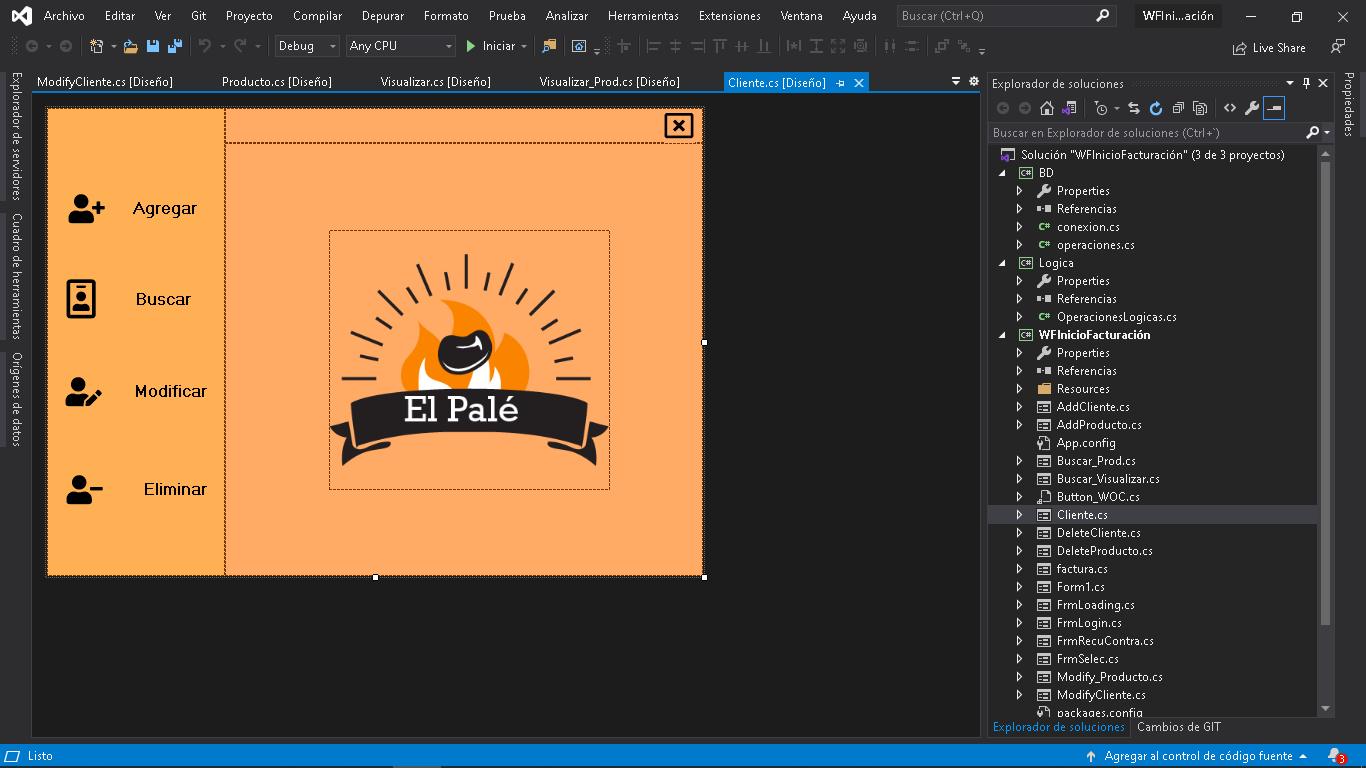 Archivo Editar Ver Git Proyecto Compilar Depurar Formato Prueba Analizar Herramientas Extensiones Ventana Ayuda Buscar (Ctrl+Q) WFIni...ación
Debug Any CPU Iniciar Live Share
ModifyCliente.cs [Diseño] Producto.cs [Diseño] Visualizar.cs [Diseño] Visualizar_Prod.cs [Diseño] Cliente.cs [Diseño]
Explorador de servidores
Cuadro de herramientas
Orígenes de datos
Agregar
Buscar
Modificar
Eliminar
El Palé
Explorador de soluciones
Buscar en Explorador de soluciones (Ctrl+`)
Solución "WFInicioFacturación" (3 de 3 proyectos)
BD
Properties
Referencias
conexion.cs
operaciones.cs
Logica
Properties
Referencias
OperacionesLogicas.cs
WFInicioFacturación
Properties
Referencias
Resources
AddCliente.cs
AddProducto.cs
App.config
Buscar_Prod.cs
Buscar_Visualizar.cs
Button_WOC.cs
Cliente.cs
DeleteCliente.cs
DeleteProducto.cs
factura.cs
Form1.cs
FrmLoading.cs
FrmLogin.cs
FrmRecuContra.cs
FrmSelec.cs
Modify_Producto.cs
ModifyCliente.cs
packages.config
Explorador de soluciones Cambios de GIT
Propiedades
Listo Agregar al control de código fuente 3